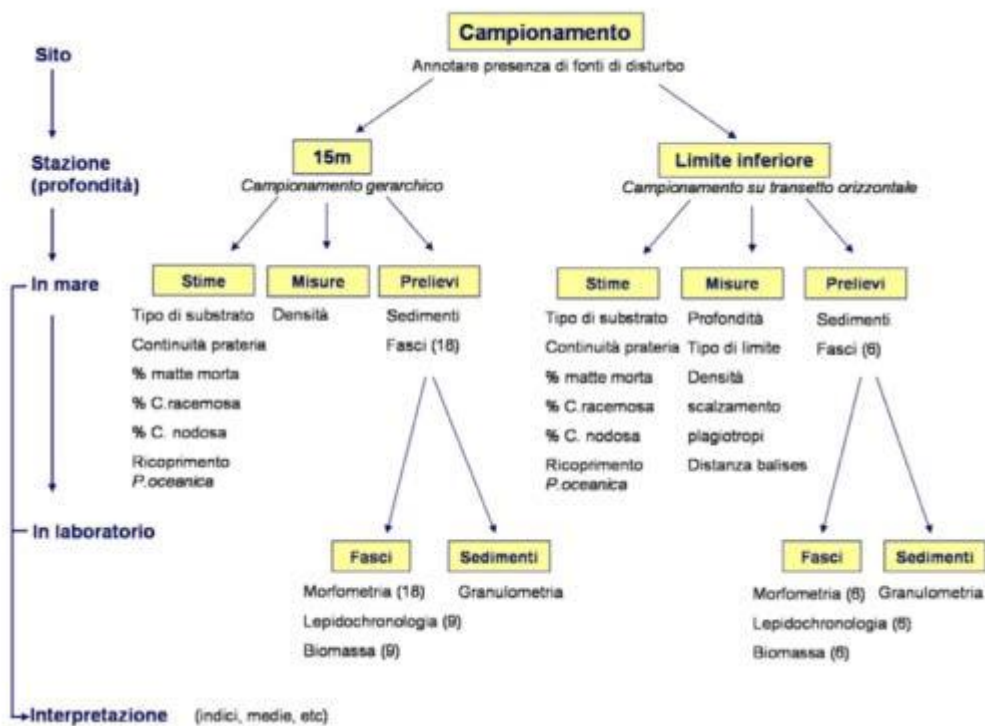 Campionamento
Annotare presenza di fonti di disturbo
Sito
Stazione
(profondità)
15m
Campionamento gerarchico
Limite inferiore
Campionamento su transetto orizzontale
In mare
Stime
Misure
Prelievi
Stime
Misure
Prelievi
Tipo di substrato
Continuità prateria
% matte morta
% C.racemosa
% C. nodosa
Ricoprimento
P.oceanica
Densità
Sedimenti
Fasci (18)
Tipo di substrato
Continuità prateria
% matte morta
% C.racemosa
% C. nodosa
Ricoprimento
P.oceanica
Profondità
Tipo di limite
Densità
scalzamento
plagiotropi
Distanza balises
Sedimenti
Fasci (6)
In laboratorio
Fasci
Morfometria (18)
Lepidochronologia (9)
Biomassa (9)
Sedimenti
Granulometria
Fasci
Morfometria (6)
Lepidochronologia (6)
Biomassa (6)
Sedimenti
Granulometria
Interpretazione (indici, medie, etc)